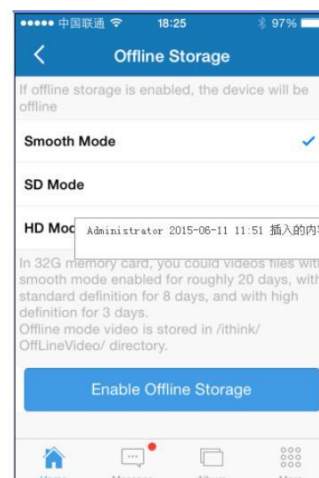 中国联通 18:25 97%
Offline Storage
If offline storage is enabled, the device will be
offline
Smooth Mode
SD Mode
HD
Administrator 2015-06-11 11:51 插入的内容
In 32G memory card, you could videos files with
smooth mode enabled for roughly 20 days, with
standard definition for 8 days, and with high
definition for 3 days.
Offline mode video is stored in /ithink/
OffLineVideo/ directory.
Enable Offline Storage